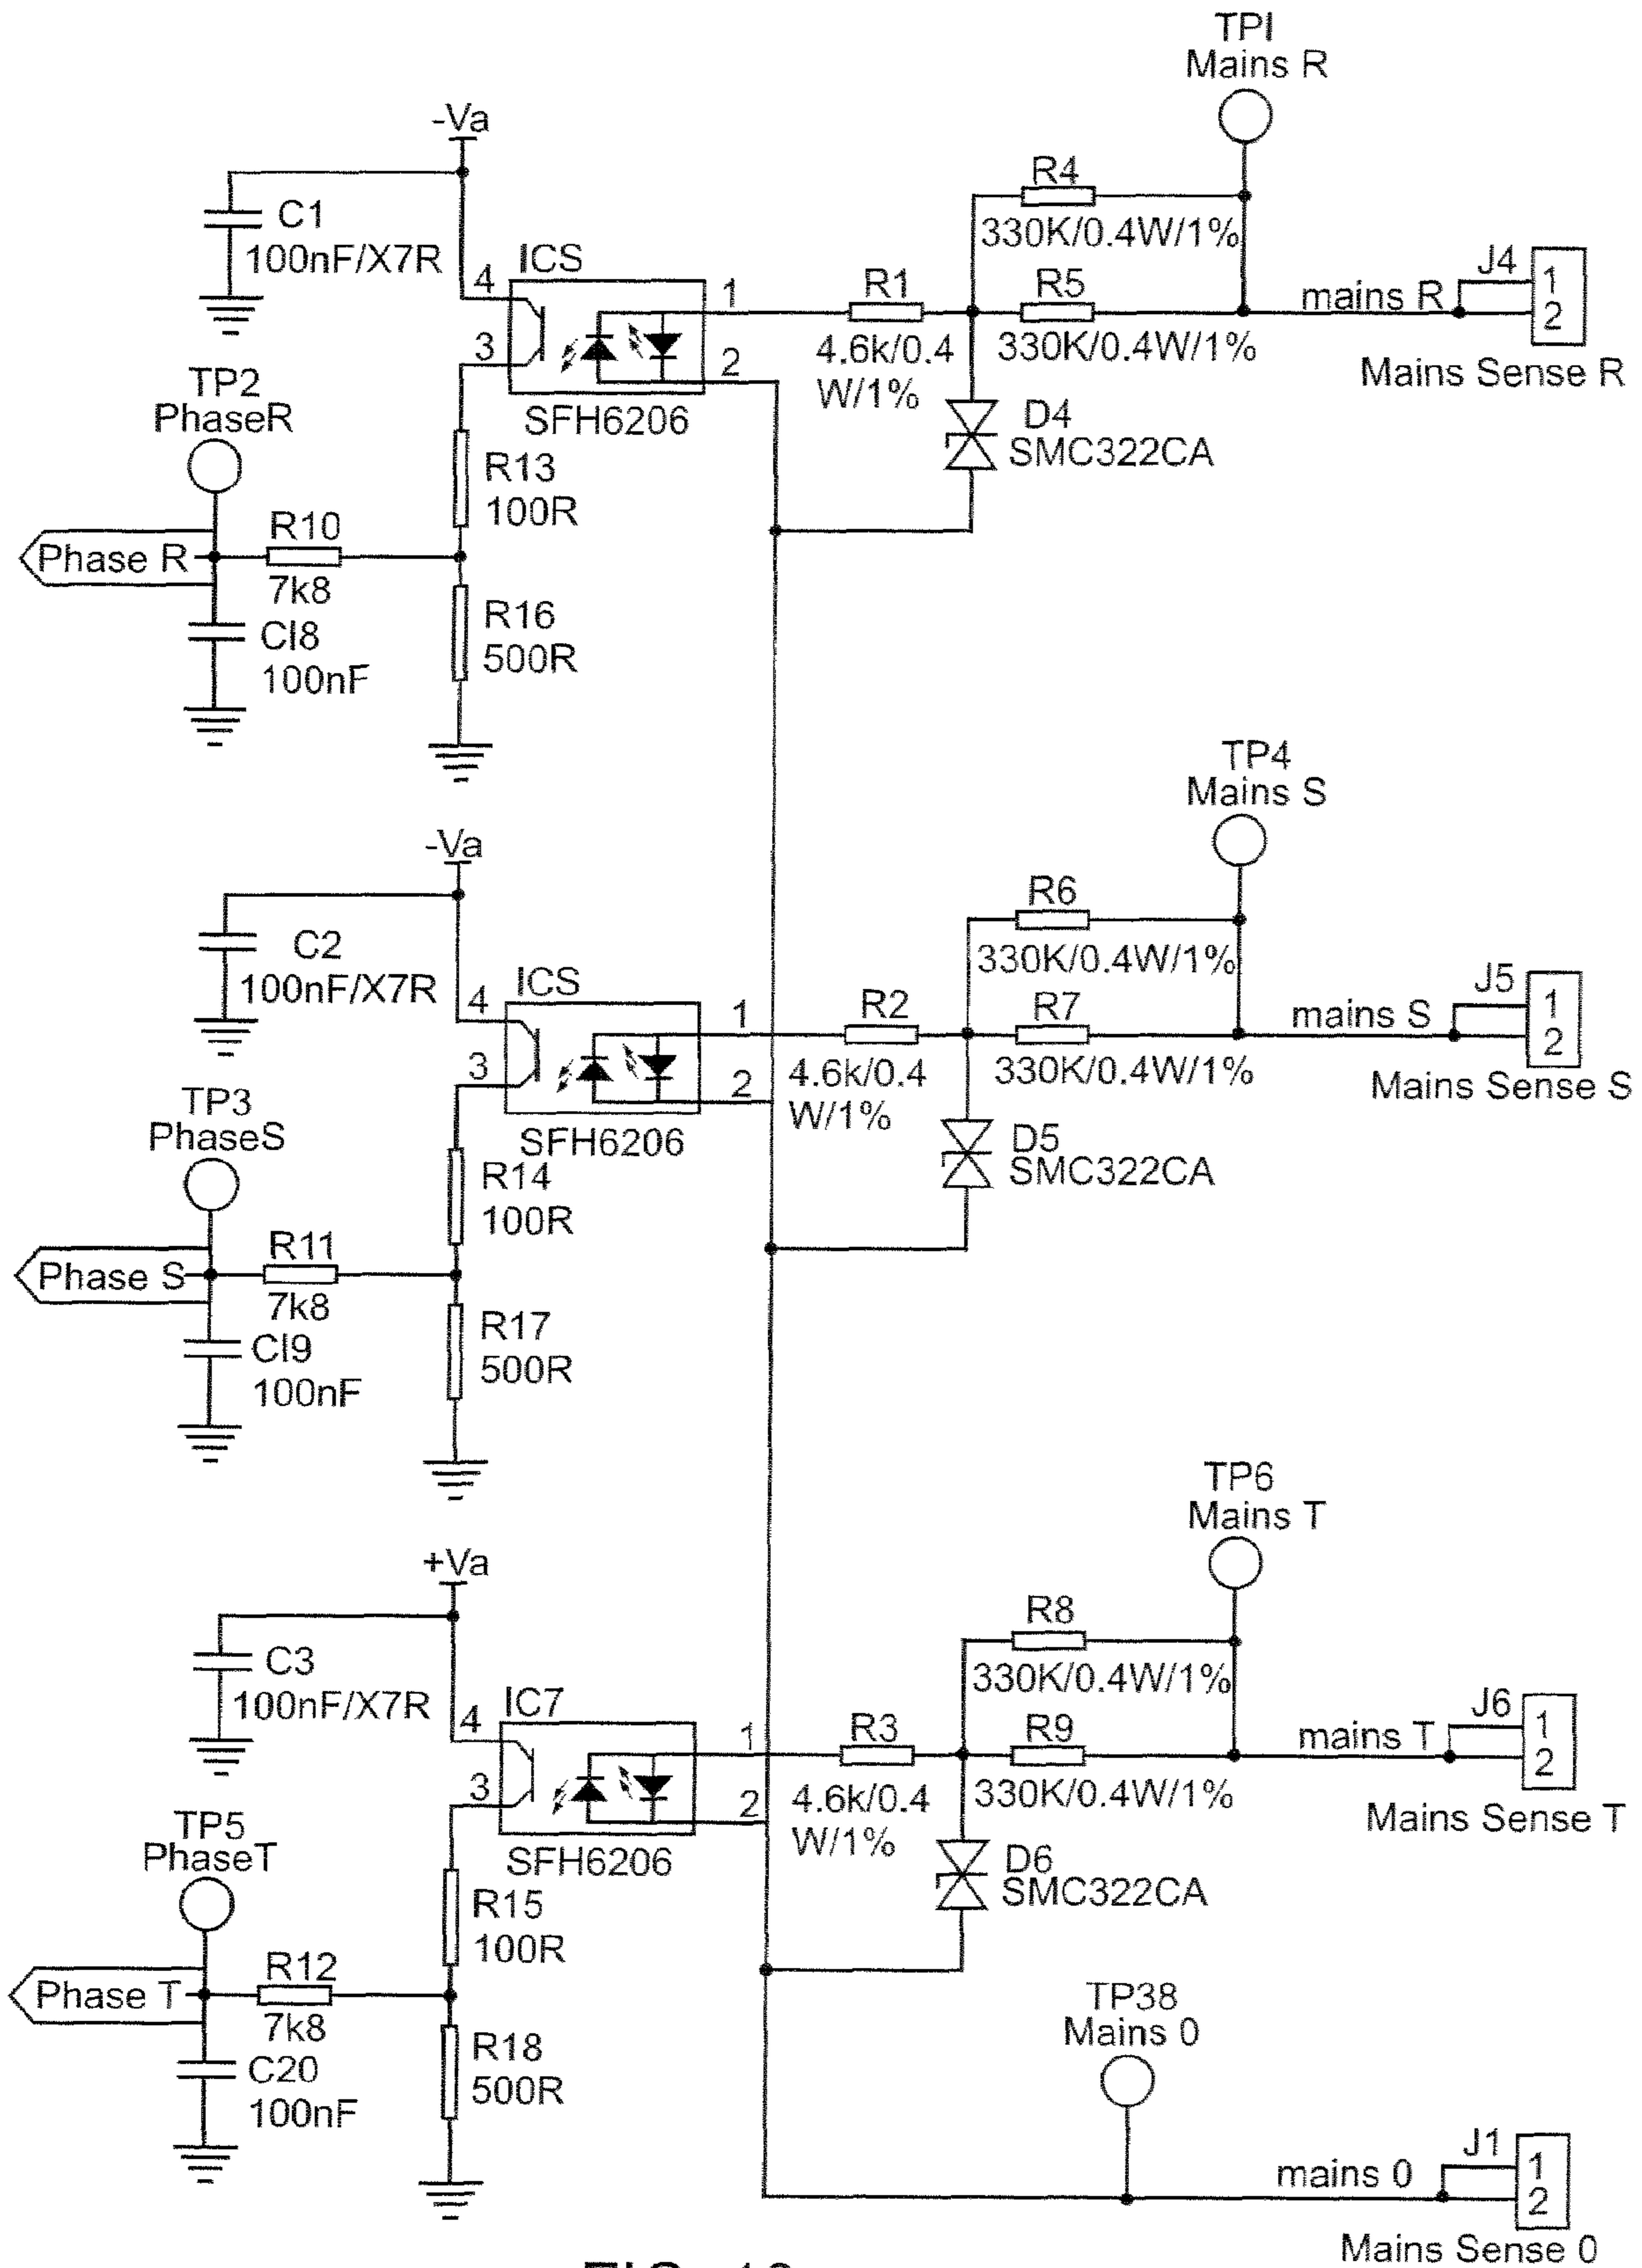 TPI
Mains R
-Va
R4
C1
330K/0.4W/1%
100nF/X7R
ICS
4
1
R1
R5
mains R
J4
1
2
3
2
4.6k/0.4
W/1%
330K/0.4W/1%
Mains Sense R
TP2
PhaseR
SFH6206
D4
SMC322CA
R13
100R
R10
Phase R
7k8
R16
500R
CI8
100nF
TP4
Mains S
-Va
R6
C2
330K/0.4W/1%
100nF/X7R
ICS
4
1
R2
R7
mains S
J5
1
2
3
2
4.6k/0.4
W/1%
330K/0.4W/1%
Mains Sense S
TP3
PhaseS
SFH6206
D5
SMC322CA
R14
100R
R11
Phase S
7k8
R17
500R
CI9
100nF
TP6
Mains T
+Va
R8
C3
330K/0.4W/1%
100nF/X7R
IC7
4
1
R3
R9
mains T
J6
1
2
3
2
4.6k/0.4
W/1%
330K/0.4W/1%
Mains Sense T
TP5
PhaseT
SFH6206
D6
SMC322CA
R15
100R
R12
Phase T
7k8
R18
500R
C20
100nF
TP38
Mains 0
mains 0
J1
1
2
Mains Sense 0